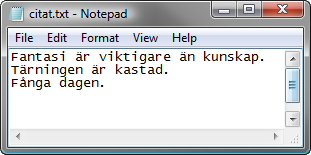 citat.txt - Notepad
File Edit Format View Help
Fantasi är viktigare än kunskap.
Tärningen är kastad.
Fånga dagen.